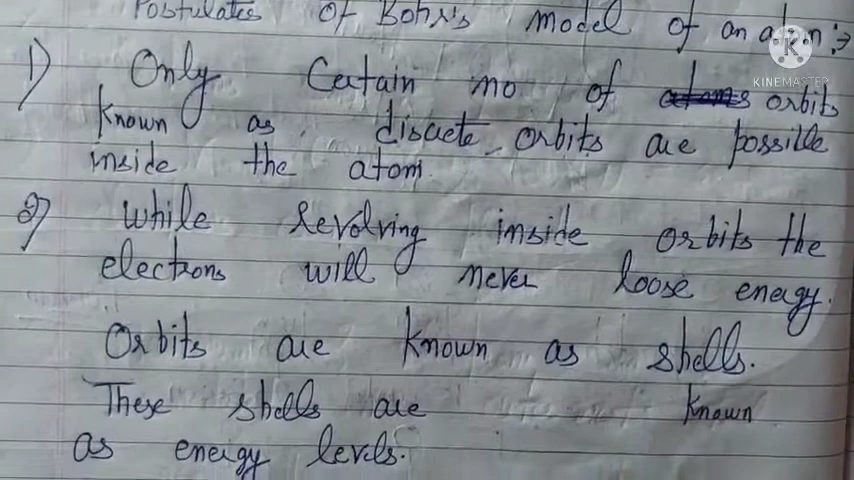 Postulates of Bohr's model of an atom:→
1) Only Certain no of atoms orbits
known as discrete orbits are possible
inside the atom.
2) while revolving inside orbits the
electrons will never loose energy.
Orbits are known as shells.
These shells are known
as energy levels.
K
KINEMASTER